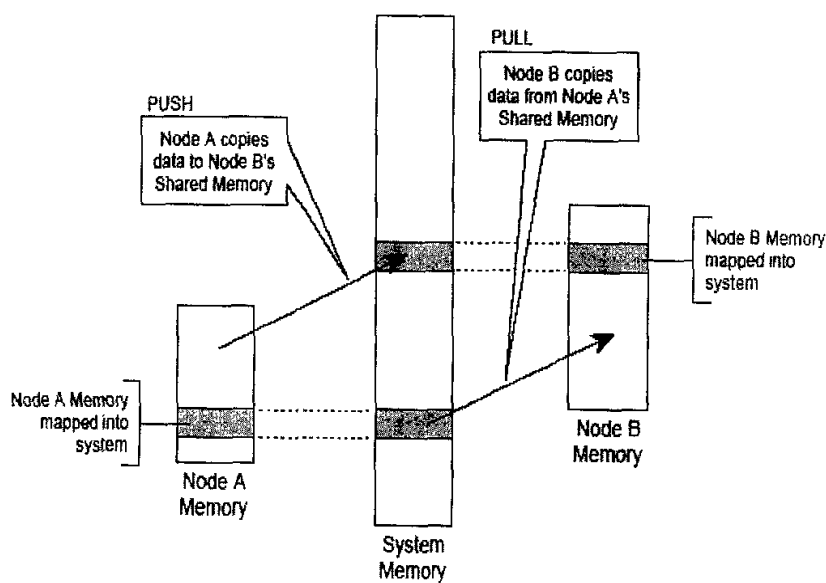 PULL
Node B copies
data from Node A's
Shared Memory
PUSH
Node A copies
data to Node B's
Shared Memory
Node B Memory
mapped into
system
Node A Memory
mapped into
system
Node A
Memory
Node B
Memory
System
Memory